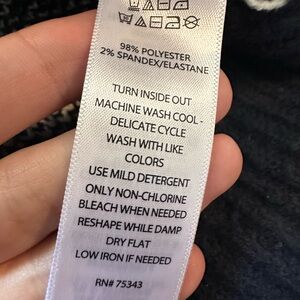 98% POLYESTER
2% SPANDEX/ELASTANE
TURN INSIDE OUT
MACHINE WASH COOL -
DELICATE CYCLE
WASH WITH LIKE
COLORS
USE MILD DETERGENT
ONLY NON-CHLORINE
BLEACH WHEN NEEDED
RESHAPE WHILE DAMP
DRY FLAT
LOW IRON IF NEEDED
RN# 75343